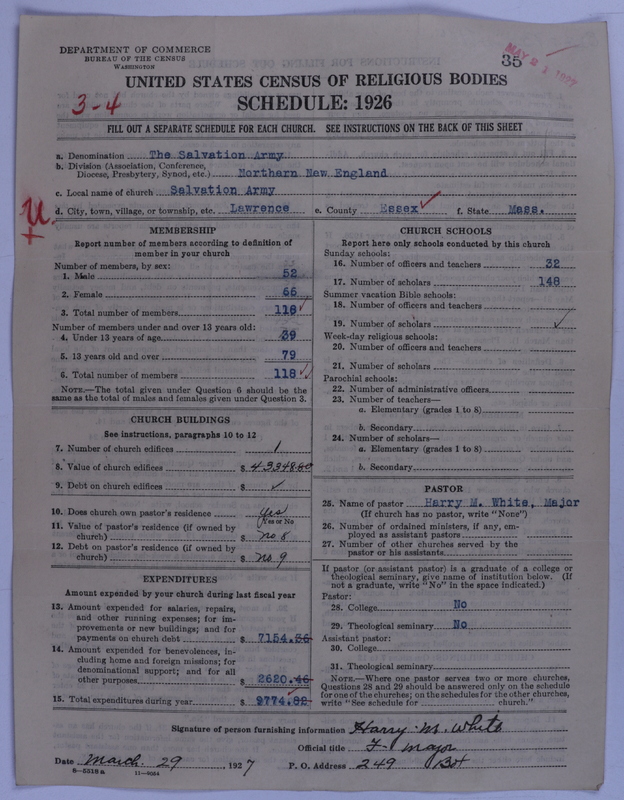 DEPARTMENT OF COMMERCE
BUREAU OF THE CENSUS
WASHINGTON
35
3-4
UNITED STATES CENSUS OF RELIGIOUS BODIES
SCHEDULE: 1926
FILL OUT A SEPARATE SCHEDULE FOR EACH CHURCH. SEE INSTRUCTIONS ON THE BACK OF THIS SHEET
a. Denomination The Salvation Army
b. Division (Association, Conference, Diocese, Presbytery, Synod, etc.) Northern New England
c. Local name of church Salvation Army
d. City, town, village, or township, etc. Lawrence e. County Essex f. State Mass.
U
MEMBERSHIP
Report number of members according to definition of
member in your church
Number of members, by sex:
1. Male 52
2. Female 66
3. Total number of members 118
Number of members under and over 13 years old:
4. Under 13 years of age 39
5. 13 years old and over 79
6. Total number of members 118
NOTE.—The total given under Question 6 should be the
same as the total of males and females given under Question 3.
CHURCH BUILDINGS
See instructions, paragraphs 10 to 12
7. Number of church edifices 1
8. Value of church edifices $ 43348.60
9. Debt on church edifices $
10. Does church own pastor's residence yes
(Yes or No)
11. Value of pastor's residence (if owned by
church) $ no 8
12. Debt on pastor's residence (if owned by
church) $ no 9
EXPENDITURES
Amount expended by your church during last fiscal year
13. Amount expended for salaries, repairs,
and other running expenses; for im-
provements or new buildings; and for
payments on church debt $ 7154.36
14. Amount expended for benevolences, in-
cluding home and foreign missions; for
denominational support; and for all
other purposes $ 2620.46
15. Total expenditures during year $ 9774.82
CHURCH SCHOOLS
Report here only schools conducted by this church
Sunday schools:
16. Number of officers and teachers 32
17. Number of scholars 148
Summer vacation Bible schools:
18. Number of officers and teachers
19. Number of scholars
Week-day religious schools:
20. Number of officers and teachers
21. Number of scholars
Parochial schools:
22. Number of administrative officers
23. Number of teachers—
a. Elementary (grades 1 to 8)
b. Secondary
24. Number of scholars—
a. Elementary (grades 1 to 8)
b. Secondary
PASTOR
25. Name of pastor Harry M. White, Major
(If church has no pastor, write "None")
26. Number of ordained ministers, if any, em-
ployed as assistant pastors
27. Number of other churches served by the
pastor or his assistants
If pastor (or assistant pastor) is a graduate of a college or
theological seminary, give name of institution below. (If
not a graduate, write "No" in the space indicated.)
Pastor:
28. College No
29. Theological seminary No
Assistant pastor:
30. College
31. Theological seminary
NOTE.—Where one pastor serves two or more churches,
Questions 28 and 29 should be answered only on the schedule
for one of the churches; on the schedules for the other churches,
write "See schedule for church."
Signature of person furnishing information Harry M. White
Official title Major
Date March 29 1927 P. O. Address 249
8—5318a 11—9064